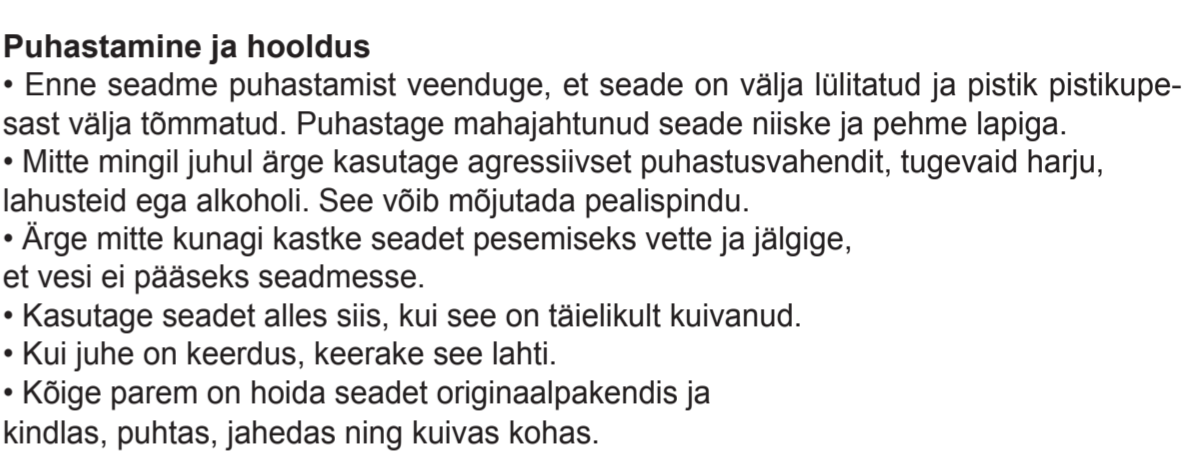 Puhastamine ja hooldus
• Enne seadme puhastamist veenduge, et seade on välja lülitatud ja pistik pistikupe-
sast välja tõmmatud. Puhastage mahajahtunud seade niiske ja pehme lapiga.
• Mitte mingil juhul ärge kasutage agressiivset puhastusvahendit, tugevaid harju,
lahusteid ega alkoholi. See võib mõjutada pealispindu.
• Ärge mitte kunagi kastke seadet pesemiseks vette ja jälgige,
et vesi ei pääseks seadmesse.
• Kasutage seadet alles siis, kui see on täielikult kuivanud.
• Kui juhe on keerdus, keerake see lahti.
• Kõige parem on hoida seadet originaalpakendis ja
kindlas, puhtas, jahedas ning kuivas kohas.